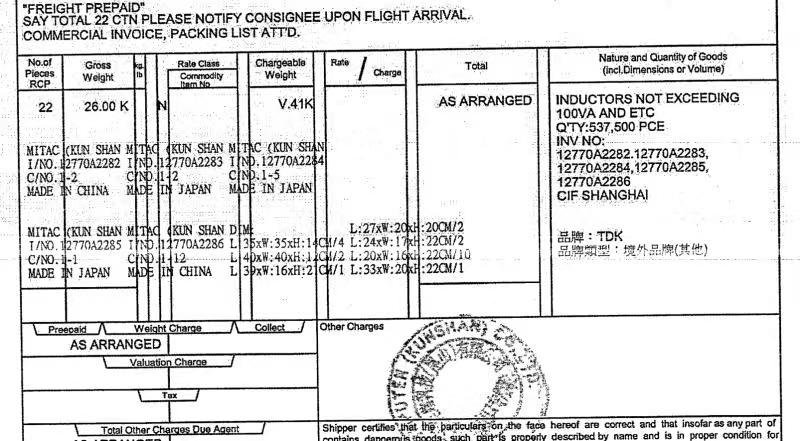 "FREIGHT PREPAID"
SAY TOTAL 22 CTN PLEASE NOTIFY CONSIGNEE UPON FLIGHT ARRIVAL.
COMMERCIAL INVOICE, PACKING LIST ATT'D.
No.of Pieces RCP
Gross Weight
kg. lb
Rate Class
Commodity Item No
Chargeable Weight
Rate / Charge
Total
Nature and Quantity of Goods
(incl.Dimensions or Volume)
22 26.00 K N V.41K AS ARRANGED
INDUCTORS NOT EXCEEDING
100VA AND ETC
Q'TY:537,500 PCE
INV NO:
12770A2282.12770A2283,
12770A2284,12770A2285,
12770A2286
CIF SHANGHAI
品牌：TDK
品牌類型：境外品牌(其他)
MITAC (KUN SHAN MITAC (KUN SHAN MITAC (KUN SHAN
I/NO.12770A2282 I/NO.12770A2283 I/NO.12770A2284
C/NO.1-2 C/NO.1-2 C/NO.1-5
MADE IN CHINA MADE IN JAPAN MADE IN JAPAN
MITAC (KUN SHAN MITAC (KUN SHAN DIM: L:27xW:20xH:20CM/2
I/NO.12770A2285 I/NO.12770A2286 L:35xW:35xH:14CM/4 L:24xW:17xH:22CM/2
C/NO.1-1 C/NO.1-12 L:40xW:40xH:12CM/2 L:20xW:16xH:22CM/10
MADE IN JAPAN MADE IN CHINA L:39xW:16xH:21CM/1 L:33xW:20xH:22CM/1
Prepaid Weight Charge Collect Other Charges
AS ARRANGED
Valuation Charge
Tax
Total Other Charges Due Agent
AS ARRANGED
(KUNSHAN) CO.,LTD
Shipper certifies that the particulars on the face hereof are correct and that insofar as any part of
contains dangerous goods, such part is properly described by name and is in proper condition for